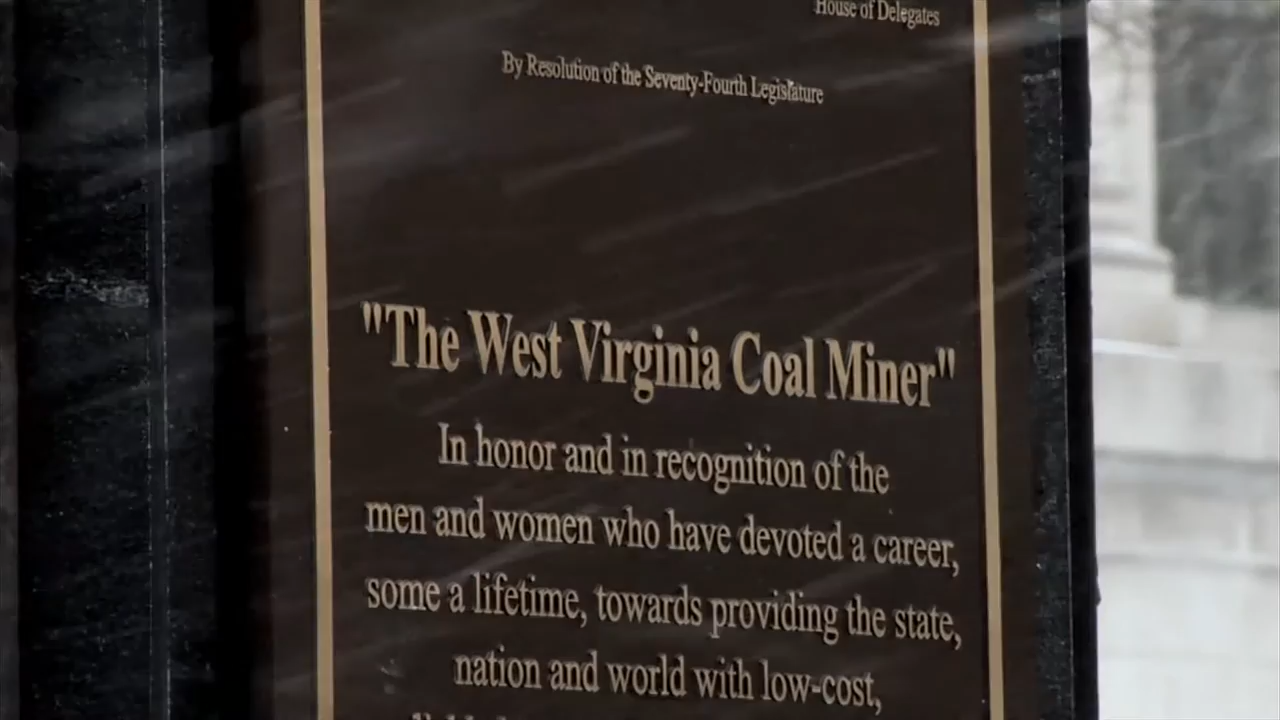 House of Delegates
By Resolution of the Seventy-Fourth Legislature
"The West Virginia Coal Miner"
In honor and in recognition of the
men and women who have devoted a career,
some a lifetime, towards providing the state,
nation and world with low-cost,